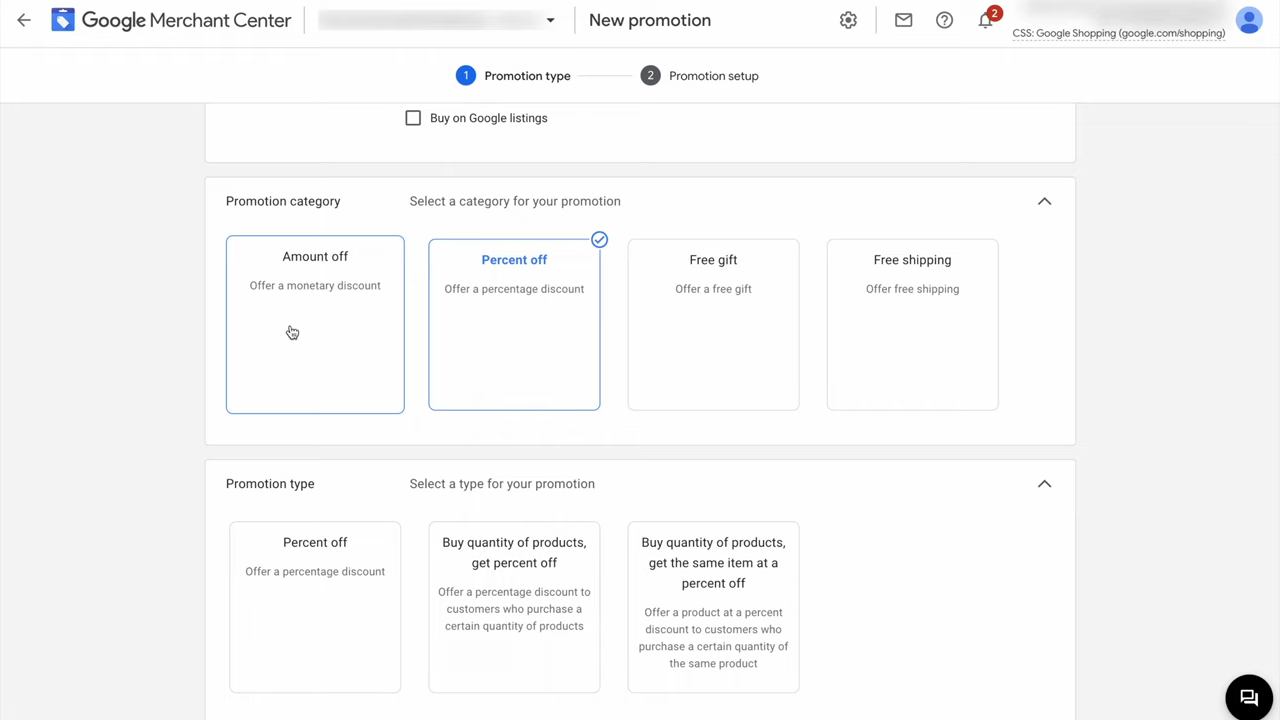 Google Merchant Center
New promotion
2
CSS: Google Shopping (google.com/shopping)
1 Promotion type
2 Promotion setup
Buy on Google listings
Promotion category
Select a category for your promotion
Amount off
Offer a monetary discount
Percent off
Offer a percentage discount
Free gift
Offer a free gift
Free shipping
Offer free shipping
Promotion type
Select a type for your promotion
Percent off
Offer a percentage discount
Buy quantity of products,
get percent off
Offer a percentage discount to
customers who purchase a
certain quantity of products
Buy quantity of products,
get the same item at a
percent off
Offer a product at a percent
discount to customers who
purchase a certain quantity of
the same product